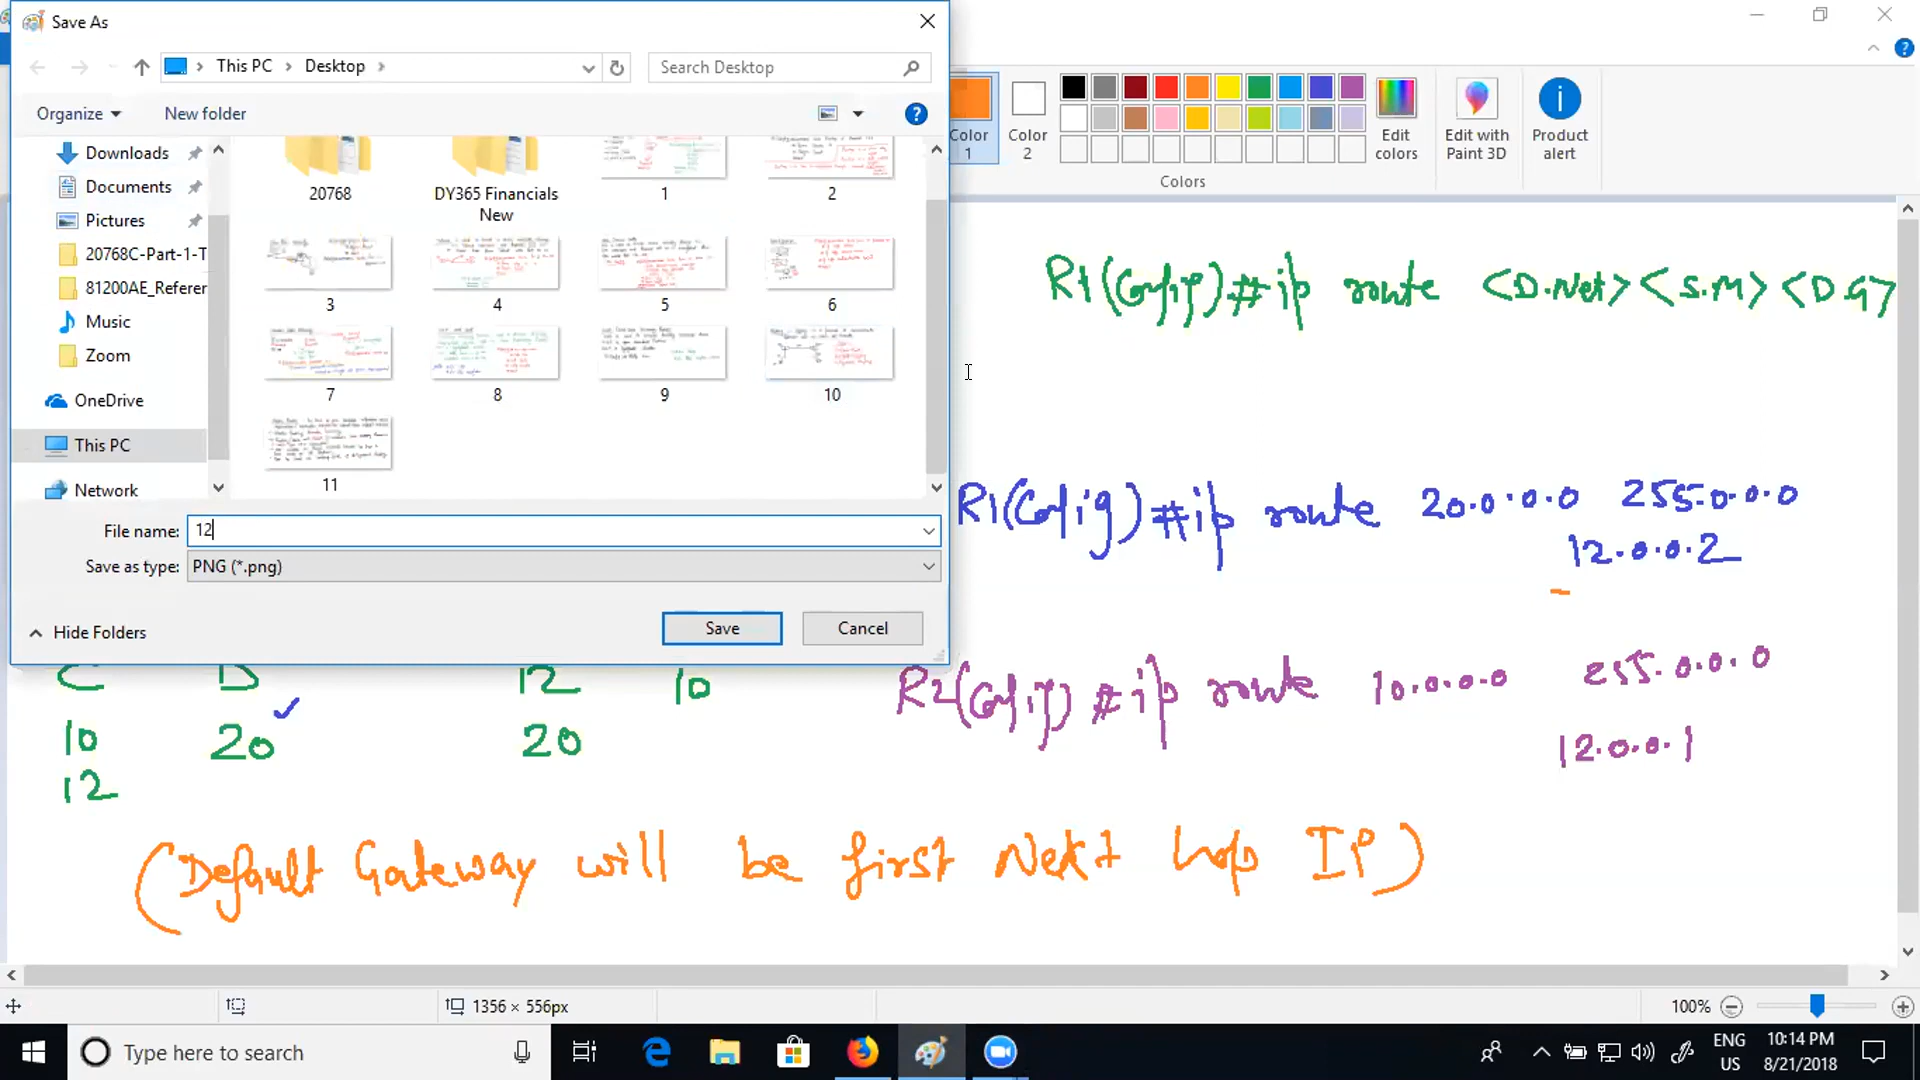 Save As
This PC
Desktop
Search Desktop
Organize
New folder
Downloads
Documents
Pictures
20768C-Part-1-T
81200AE_Referer
Music
Zoom
OneDrive
This PC
Network
20768
DY365 Financials
New
1
2
3
4
5
6
7
8
9
10
11
File name: 12
Save as type: PNG (*.png)
Hide Folders
Save
Cancel
Color
1
Color
2
Edit
colors
Edit with
Paint 3D
Product
alert
Colors
R1(Config)#ip route <D.Net><S.M><D.G>
R1(Config)#ip route 20.0.0.0 255.0.0.0
12.0.0.2
R2(Config)#ip route 10.0.0.0 255.0.0.0
12.0.0.1
C D 12 10
10 20 20
12
(Default Gateway will be first Next hop IP)
1356 × 556px
100%
Type here to search
ENG
US
10:14 PM
8/21/2018